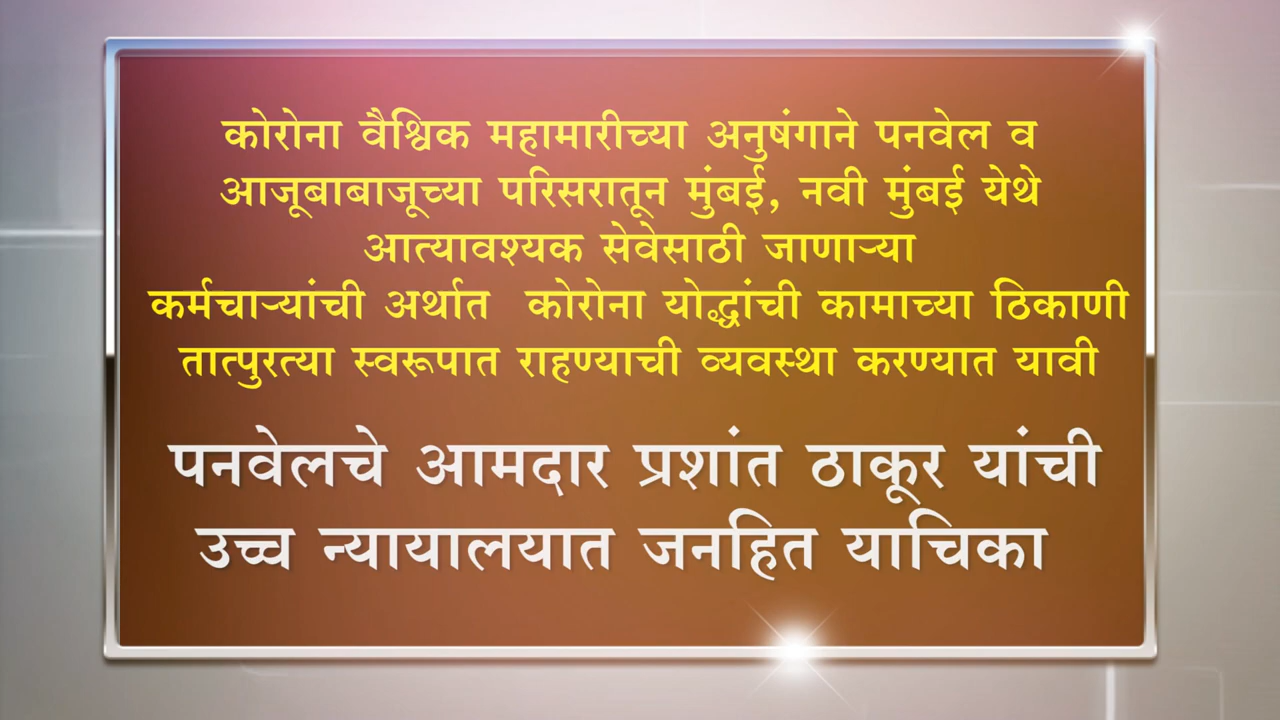 कोरोना वैश्विक महामारीच्या अनुषंगाने पनवेल व
आजूबाबाजूच्या परिसरातून मुंबई, नवी मुंबई येथे
आत्यावश्यक सेवेसाठी जाणाऱ्या
कर्मचाऱ्यांची अर्थात कोरोना योद्धांची कामाच्या ठिकाणी
तात्पुरत्या स्वरूपात राहण्याची व्यवस्था करण्यात यावी
पनवेलचे आमदार प्रशांत ठाकूर यांची
उच्च न्यायालयात जनहित याचिका